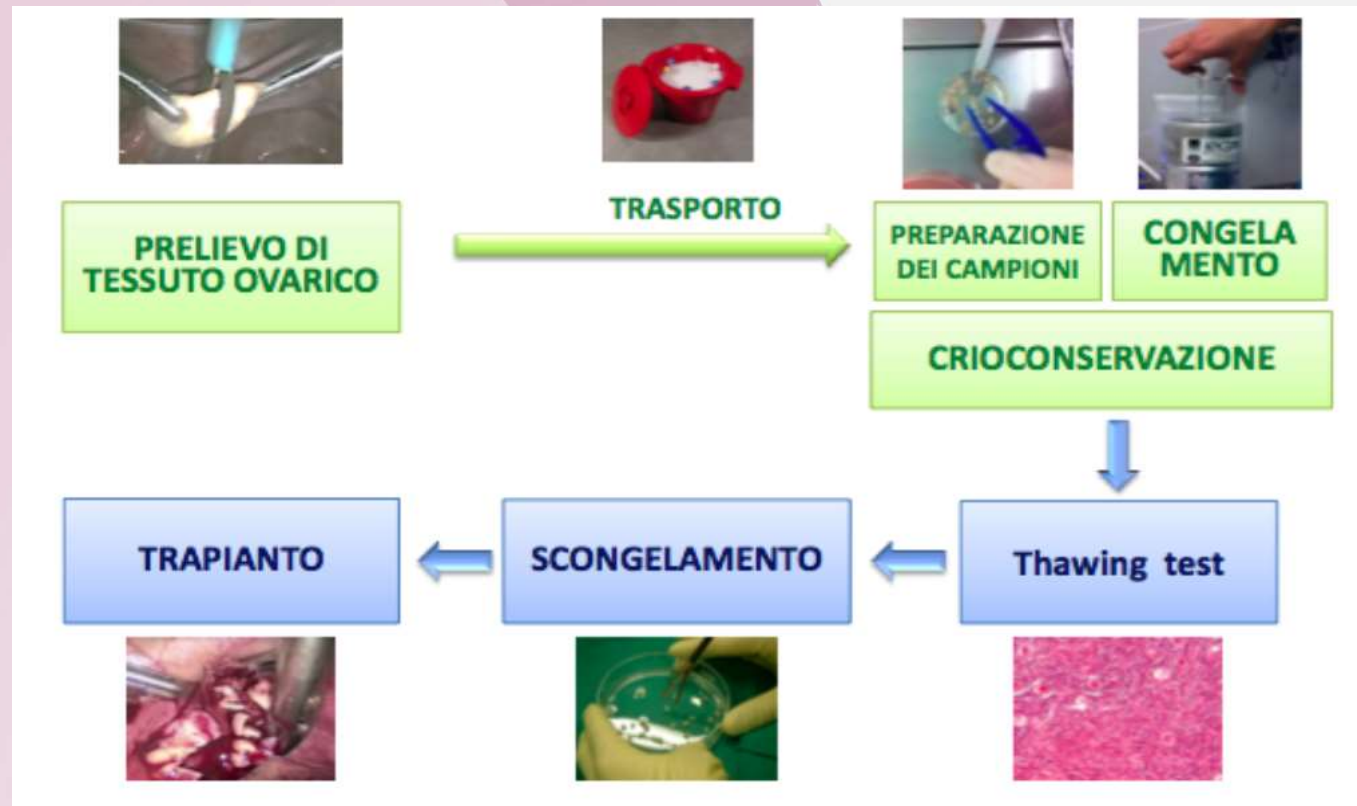 PRELIEVO DI
TESSUTO OVARICO
TRASPORTO
PREPARAZIONE
DEI CAMPIONI
CONGELA
MENTO
CRIOCONSERVAZIONE
TRAPIANTO
SCONGELAMENTO
Thawing test